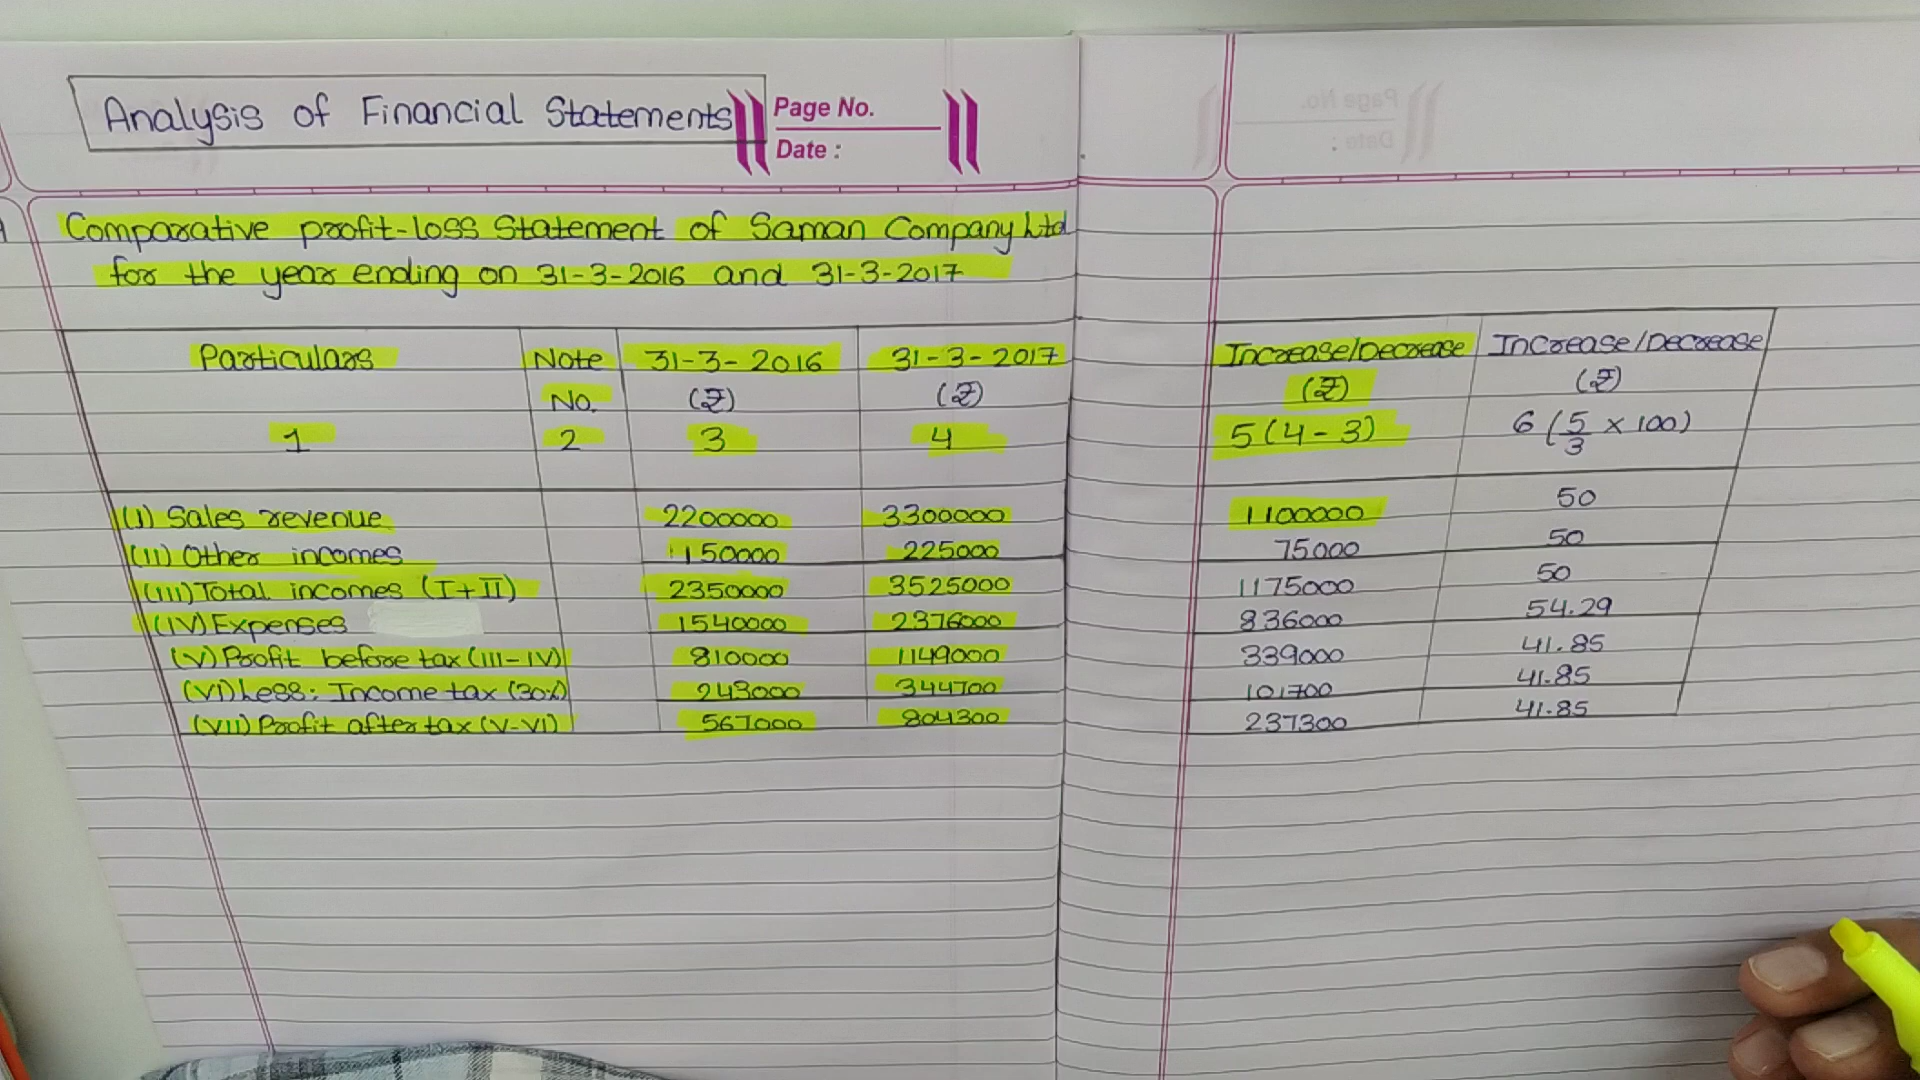 Analysis of Financial Statements
Page No.
Date :
Comparative profit-loss Statement of Saman Company Ltd
for the year ending on 31-3-2016 and 31-3-2017
Particulars Note 31-3-2016 31-3-2017 Increase/Decrease Increase/Decrease
No. (₹) (₹) (₹) (₹)
1 2 3 4 5(4-3) 6 (5/3 x 100)
(I) Sales revenue 2200000 3300000 1100000 50
(II) Other incomes 150000 225000 75000 50
(III) Total incomes (I+II) 2350000 3525000 1175000 50
(IV) Expenses 1540000 2376000 836000 54.29
(V) Profit before tax (III-IV) 810000 1149000 339000 41.85
(VI) Less: Income tax (30%) 243000 344700 101700 41.85
(VII) Profit after tax (V-VI) 567000 804300 237300 41.85